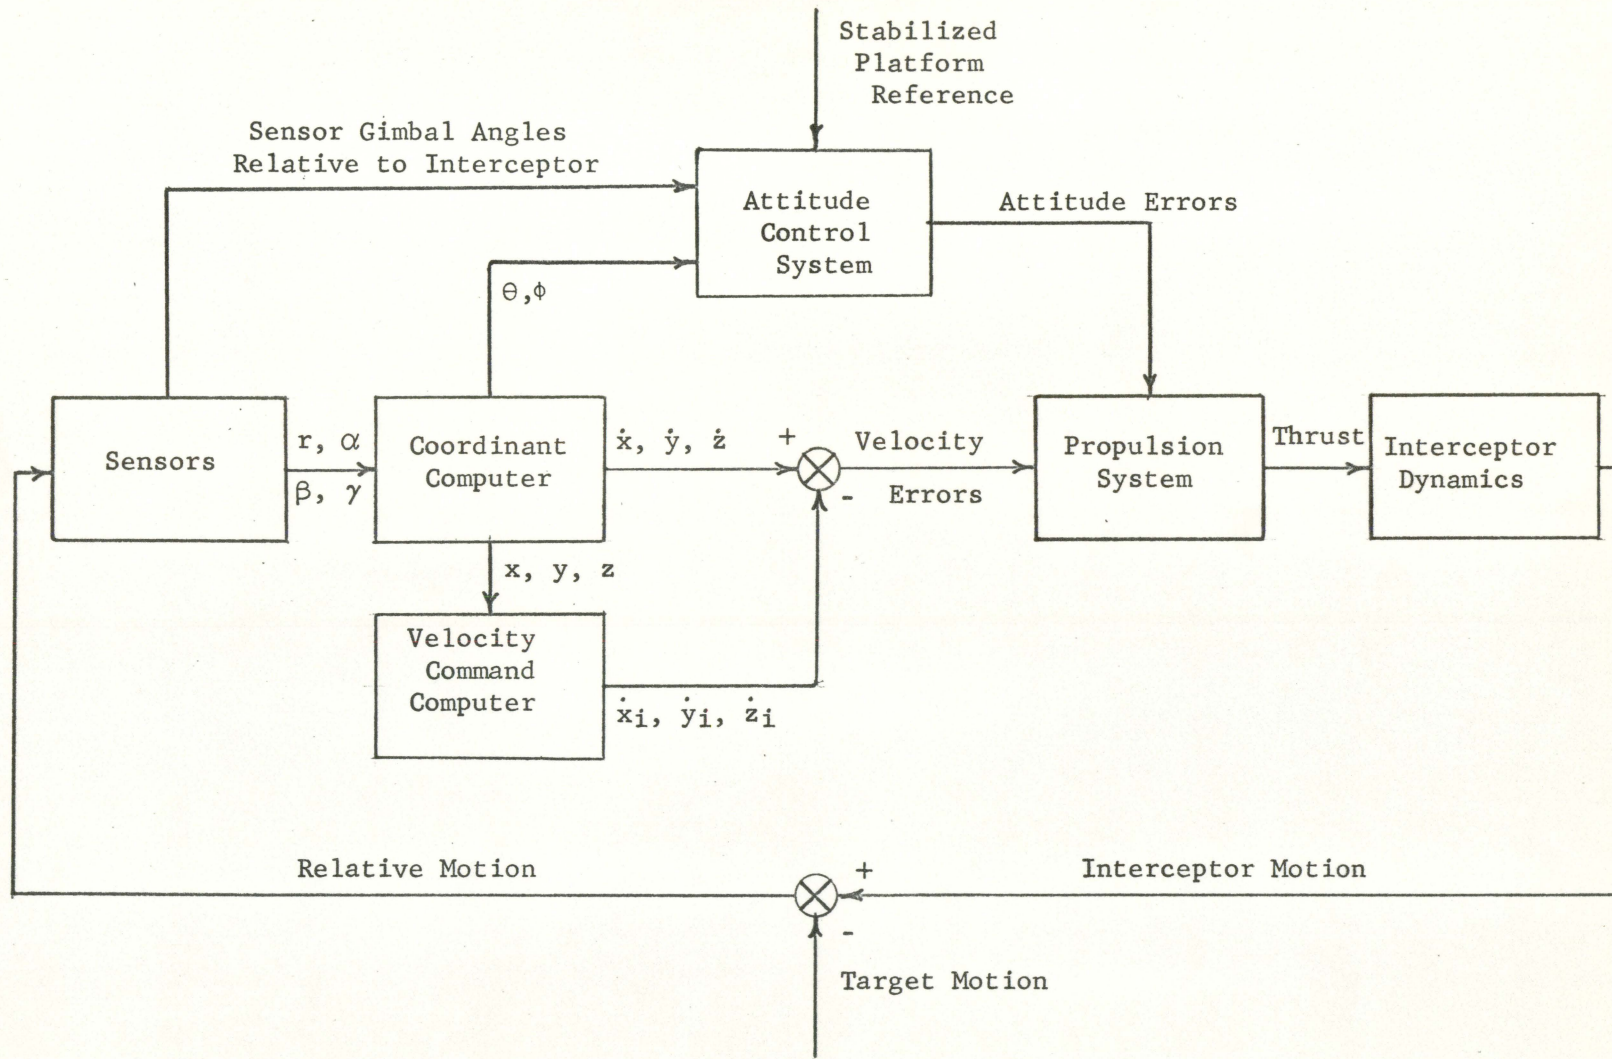 Stabilized
Platform
Reference
Sensor Gimbal Angles
Relative to Interceptor
Attitude
Control
System
Attitude Errors
θ,ϕ
Sensors
r, α
β, γ
Coordinant
Computer
ẋ, ẏ, ż
+
-
Velocity
Errors
Propulsion
System
Thrust
Interceptor
Dynamics
x, y, z
Velocity
Command
Computer
ẋi, ẏi, żi
Relative Motion
+
-
Interceptor Motion
Target Motion